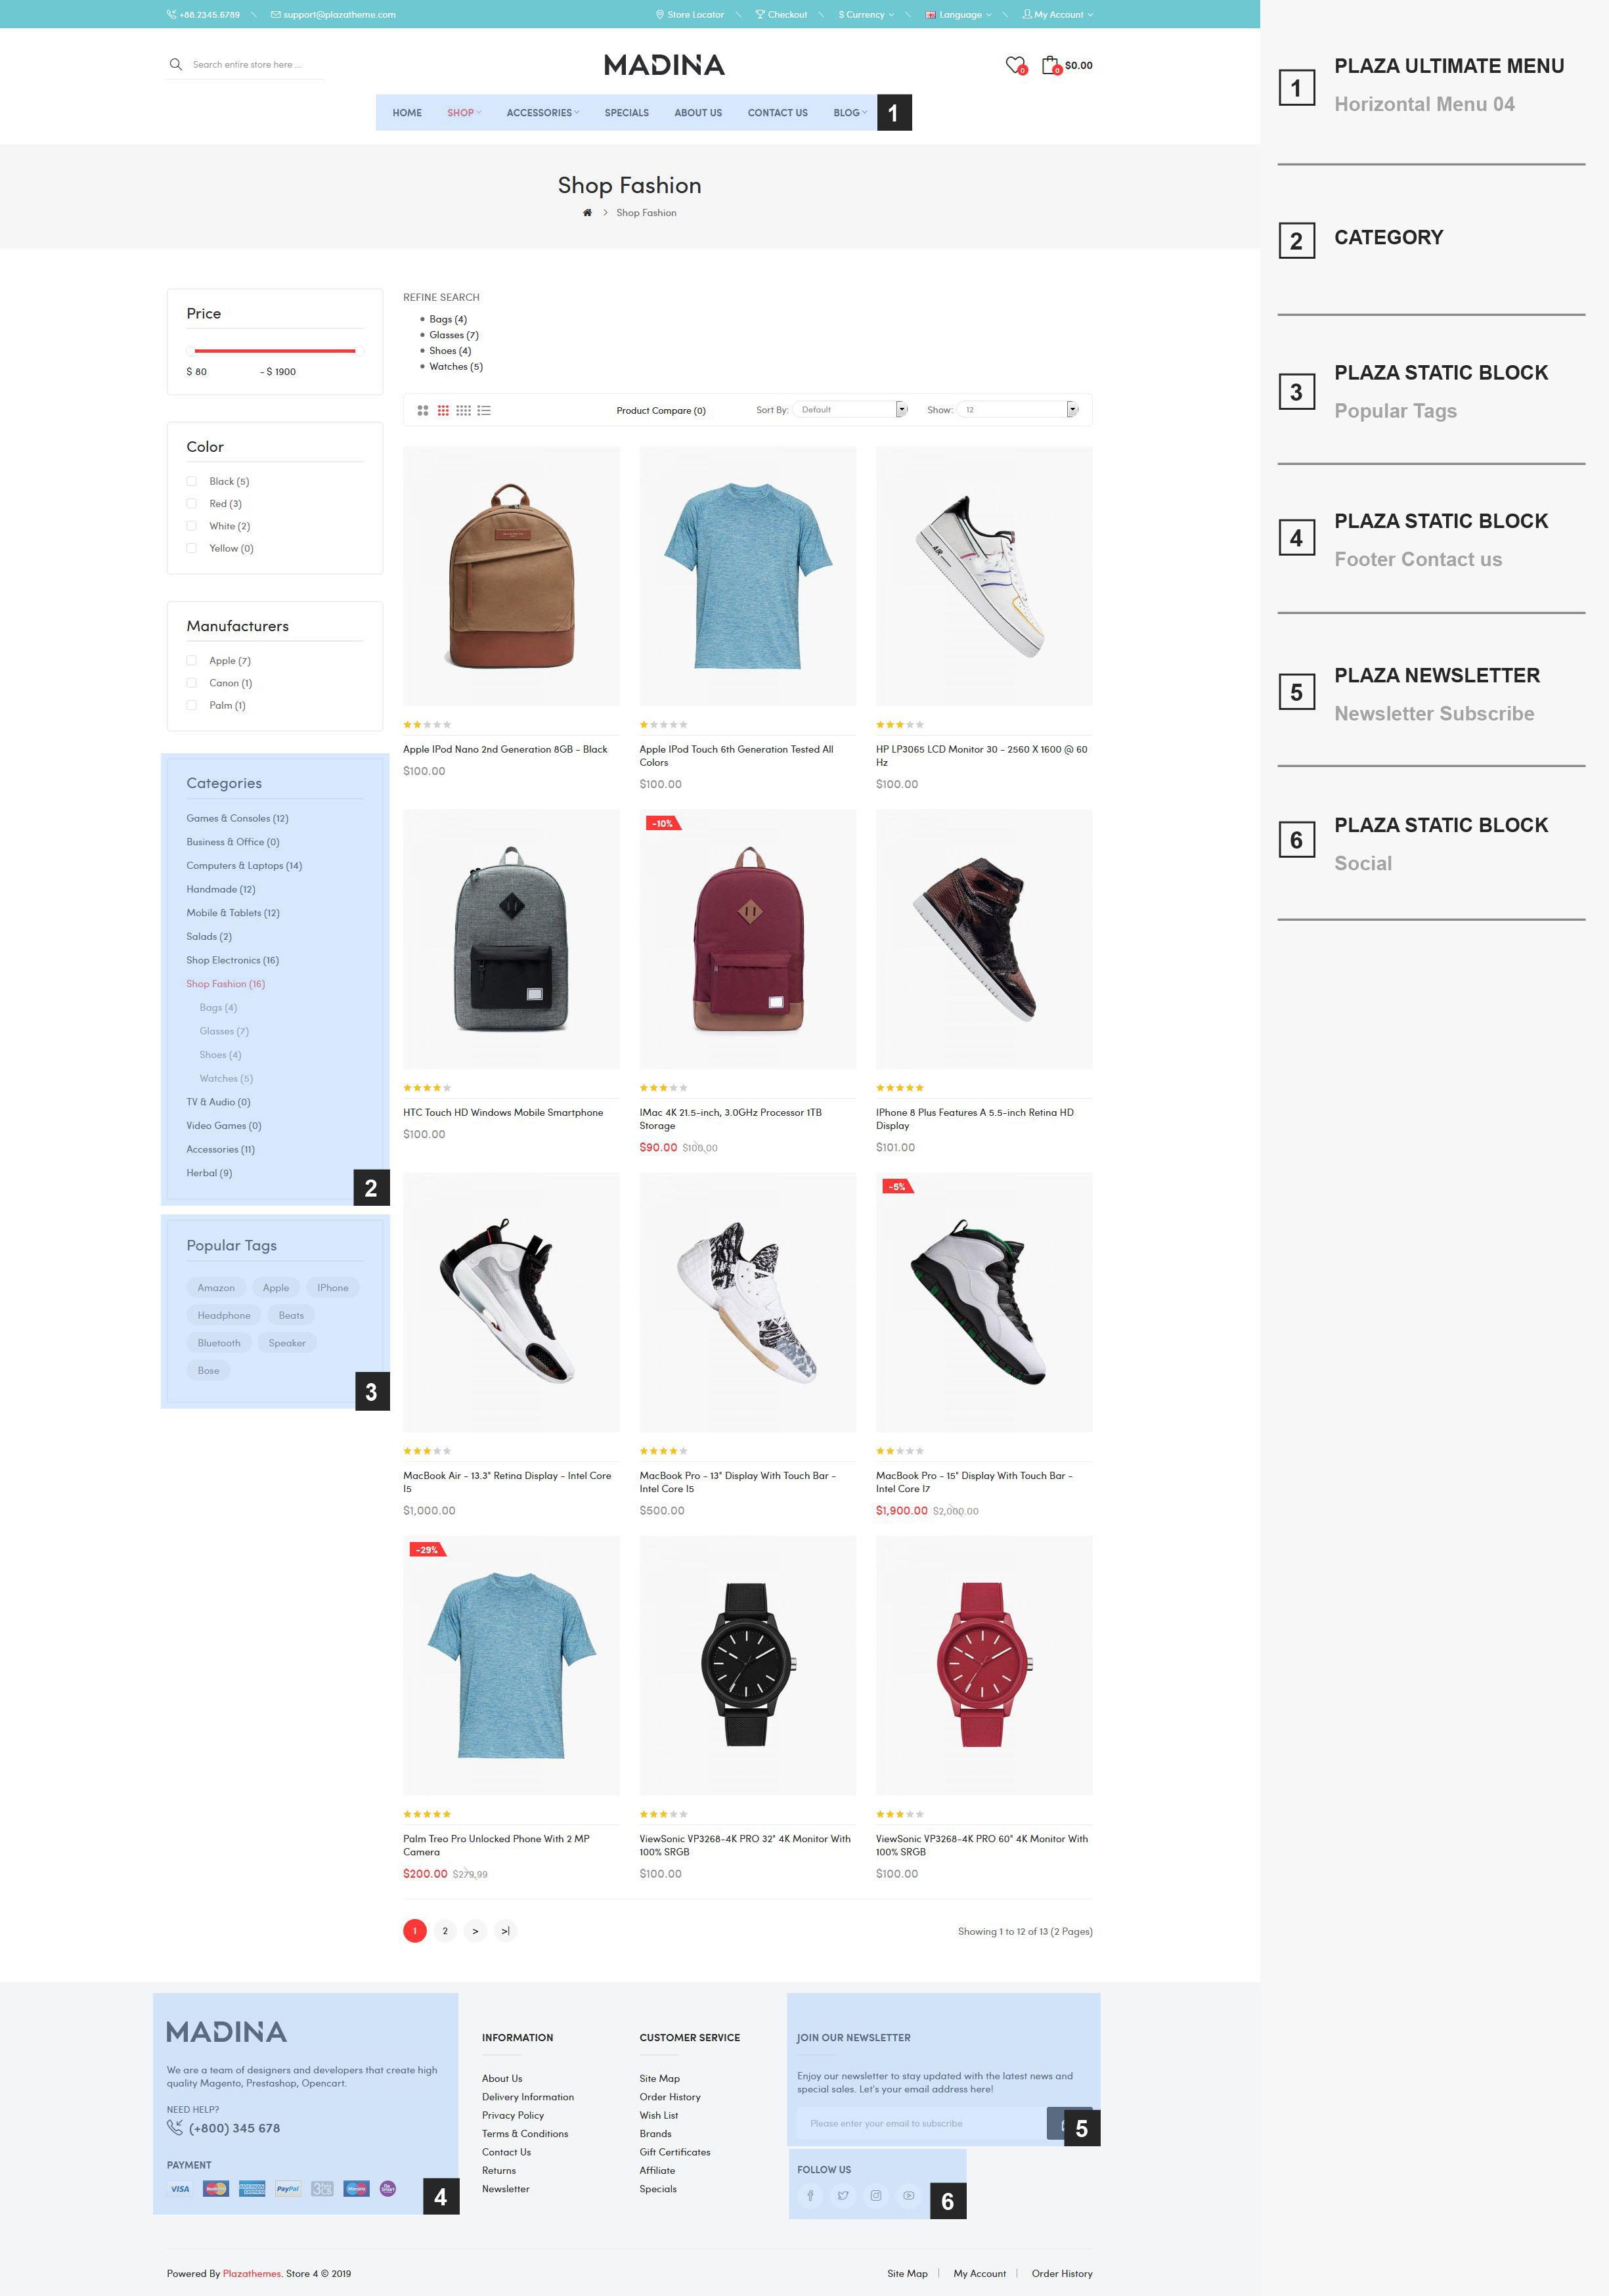 +88.2345.6789
support@plazatheme.com
Store Locator
Checkout
$ Currency
Language
My Account
Search entire store here ...
MADINA
0
0
$0.00
HOME
SHOP
ACCESSORIES
SPECIALS
ABOUT US
CONTACT US
BLOG
1
Shop Fashion
Shop Fashion
Price
$ 80 - $ 1900
Color
Black (5)
Red (3)
White (2)
Yellow (0)
Manufacturers
Apple (7)
Canon (1)
Palm (1)
Categories
Games & Consoles (12)
Business & Office (0)
Computers & Laptops (14)
Handmade (12)
Mobile & Tablets (12)
Salads (2)
Shop Electronics (16)
Shop Fashion (16)
Bags (4)
Glasses (7)
Shoes (4)
Watches (5)
TV & Audio (0)
Video Games (0)
Accessories (11)
Herbal (9)
2
Popular Tags
Amazon
Apple
IPhone
Headphone
Beats
Bluetooth
Speaker
Bose
3
REFINE SEARCH
Bags (4)
Glasses (7)
Shoes (4)
Watches (5)
Product Compare (0)
Sort By:
Default
Show:
12
AIR
Apple IPod Nano 2nd Generation 8GB - Black
$100.00
Apple IPod Touch 6th Generation Tested All
Colors
$100.00
HP LP3065 LCD Monitor 30 - 2560 X 1600 @ 60
Hz
$100.00
HTC Touch HD Windows Mobile Smartphone
$100.00
-10%
IMac 4K 21.5-inch, 3.0GHz Processor 1TB
Storage
$90.00 $100.00
IPhone 8 Plus Features A 5.5-inch Retina HD
Display
$101.00
MacBook Air - 13.3" Retina Display - Intel Core
I5
$1,000.00
MacBook Pro - 13" Display With Touch Bar -
Intel Core I5
$500.00
-5%
MacBook Pro - 15" Display With Touch Bar -
Intel Core I7
$1,900.00 $2,000.00
-29%
Palm Treo Pro Unlocked Phone With 2 MP
Camera
$200.00 $279.99
ViewSonic VP3268-4K PRO 32" 4K Monitor With
100% SRGB
$100.00
ViewSonic VP3268-4K PRO 60" 4K Monitor With
100% SRGB
$100.00
1 2 > >|
Showing 1 to 12 of 13 (2 Pages)
MADINA
We are a team of designers and developers that create high
quality Magento, Prestashop, Opencart.
NEED HELP?
(+800) 345 678
PAYMENT
VISA
PayPal
4
INFORMATION
About Us
Delivery Information
Privacy Policy
Terms & Conditions
Contact Us
Returns
Newsletter
CUSTOMER SERVICE
Site Map
Order History
Wish List
Brands
Gift Certificates
Affiliate
Specials
JOIN OUR NEWSLETTER
Enjoy our newsletter to stay updated with the latest news and
special sales. Let's your email address here!
Please enter your email to subscribe
5
FOLLOW US
6
Powered By Plazathemes. Store 4 © 2019
Site Map
My Account
Order History
1
PLAZA ULTIMATE MENU
Horizontal Menu 04
2
CATEGORY
3
PLAZA STATIC BLOCK
Popular Tags
4
PLAZA STATIC BLOCK
Footer Contact us
5
PLAZA NEWSLETTER
Newsletter Subscribe
6
PLAZA STATIC BLOCK
Social